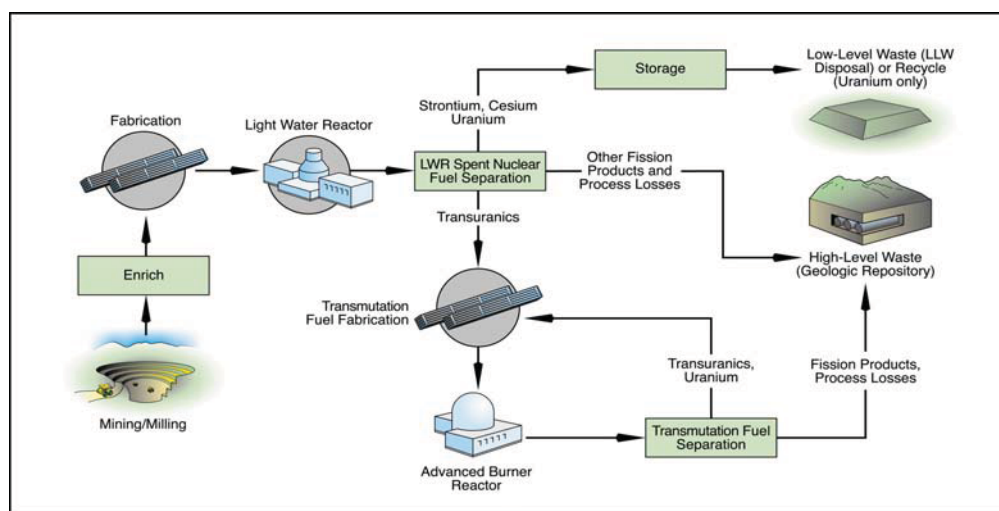 Storage
Low-Level Waste (LLW
Disposal) or Recycle
(Uranium only)
Strontium, Cesium
Uranium
Fabrication
Light Water Reactor
LWR Spent Nuclear
Fuel Separation
Other Fission
Products and
Process Losses
Transuranics
Enrich
High-Level Waste
(Geologic Repository)
Transmutation
Fuel Fabrication
Mining/Milling
Transuranics,
Uranium
Fission Products,
Process Losses
Advanced Burner
Reactor
Transmutation Fuel
Separation